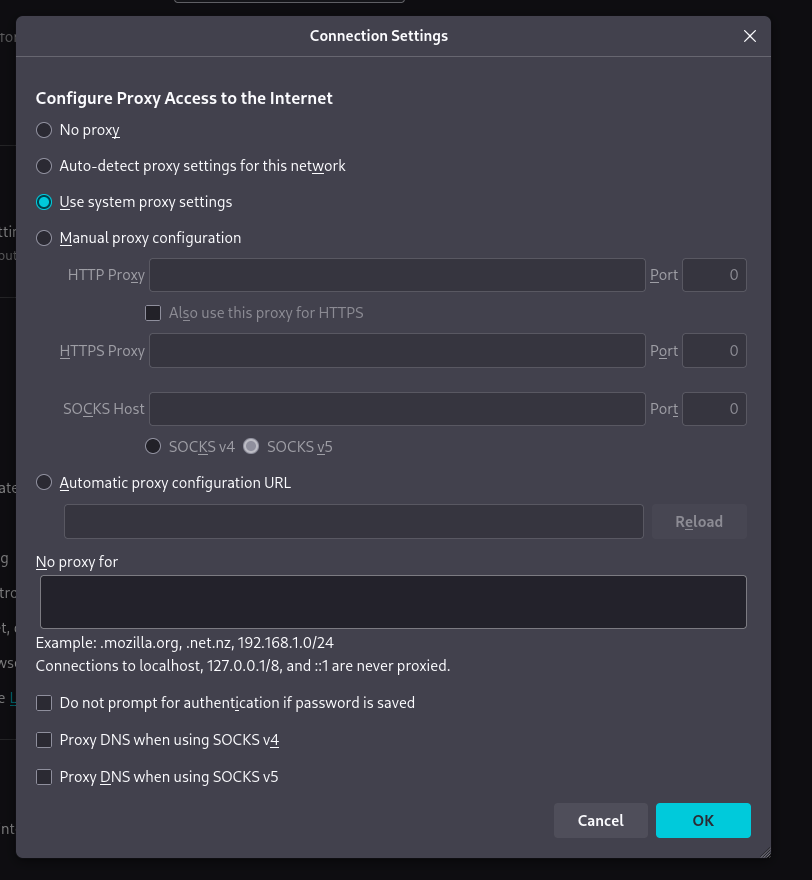 Connection Settings
Configure Proxy Access to the Internet
No proxy
Auto-detect proxy settings for this network
Use system proxy settings
Manual proxy configuration
HTTP Proxy Port 0
Also use this proxy for HTTPS
HTTPS Proxy Port 0
SOCKS Host Port 0
SOCKS v4 SOCKS v5
Automatic proxy configuration URL
Reload
No proxy for
Example: .mozilla.org, .net.nz, 192.168.1.0/24
Connections to localhost, 127.0.0.1/8, and ::1 are never proxied.
Do not prompt for authentication if password is saved
Proxy DNS when using SOCKS v4
Proxy DNS when using SOCKS v5
Cancel OK